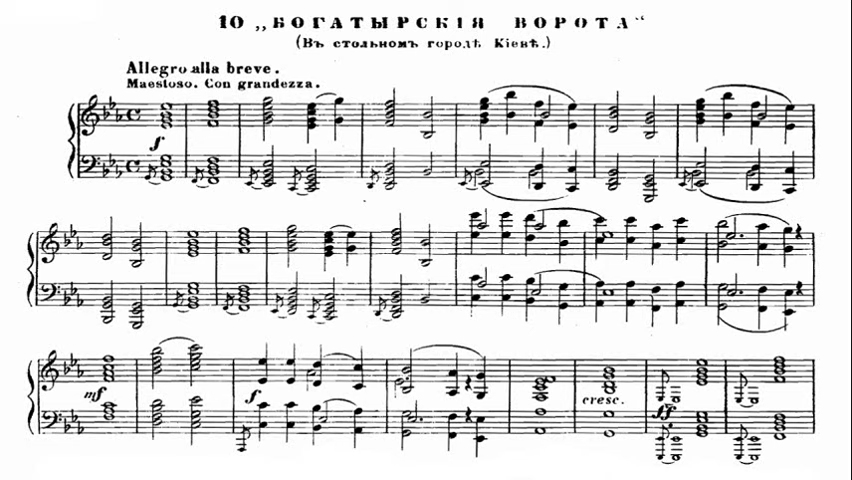 10 „БОГАТЫРСКІЯ ВОРОТА“
(Въ стольномъ городѣ Кіевѣ.)
Allegro alla breve.
Maestoso. Con grandezza.
f
mf
f
cresc.
ff